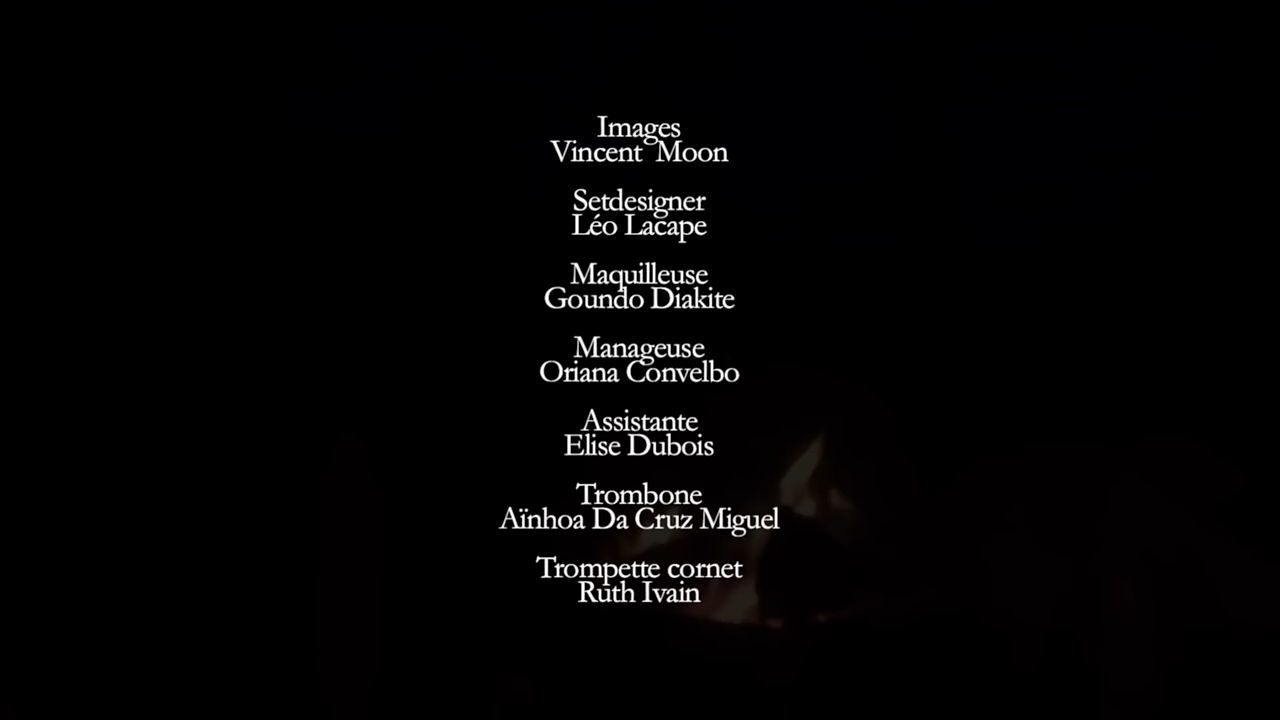 Images
Vincent Moon
Setdesigner
Léo Lacape
Maquilleuse
Goundo Diakite
Manageuse
Oriana Convelbo
Assistante
Elise Dubois
Trombone
Aïnhoa Da Cruz Miguel
Trompette cornet
Ruth Ivain